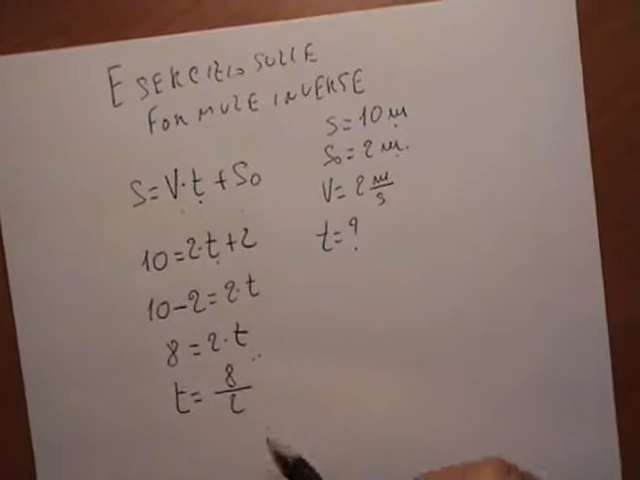 ESERCIZIO SULLE
FORMULE INVERSE
S=V·t+S₀
10=2·t+2
10-2=2·t
8=2·t
t=8/2
S=10 m
S₀=2 m.
V=2 m/s
t=?